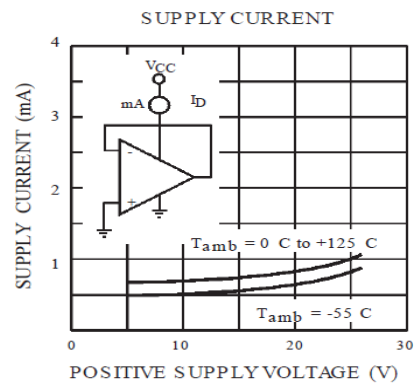 SUPPLY CURRENT
4
3
2
1
SUPPLY CURRENT (mA)
VCC
mA
ID
-
+
Tamb = 0 C to +125 C
Tamb = -55 C
0
10
20
30
POSITIVE SUPPLY VOLTAGE (V)